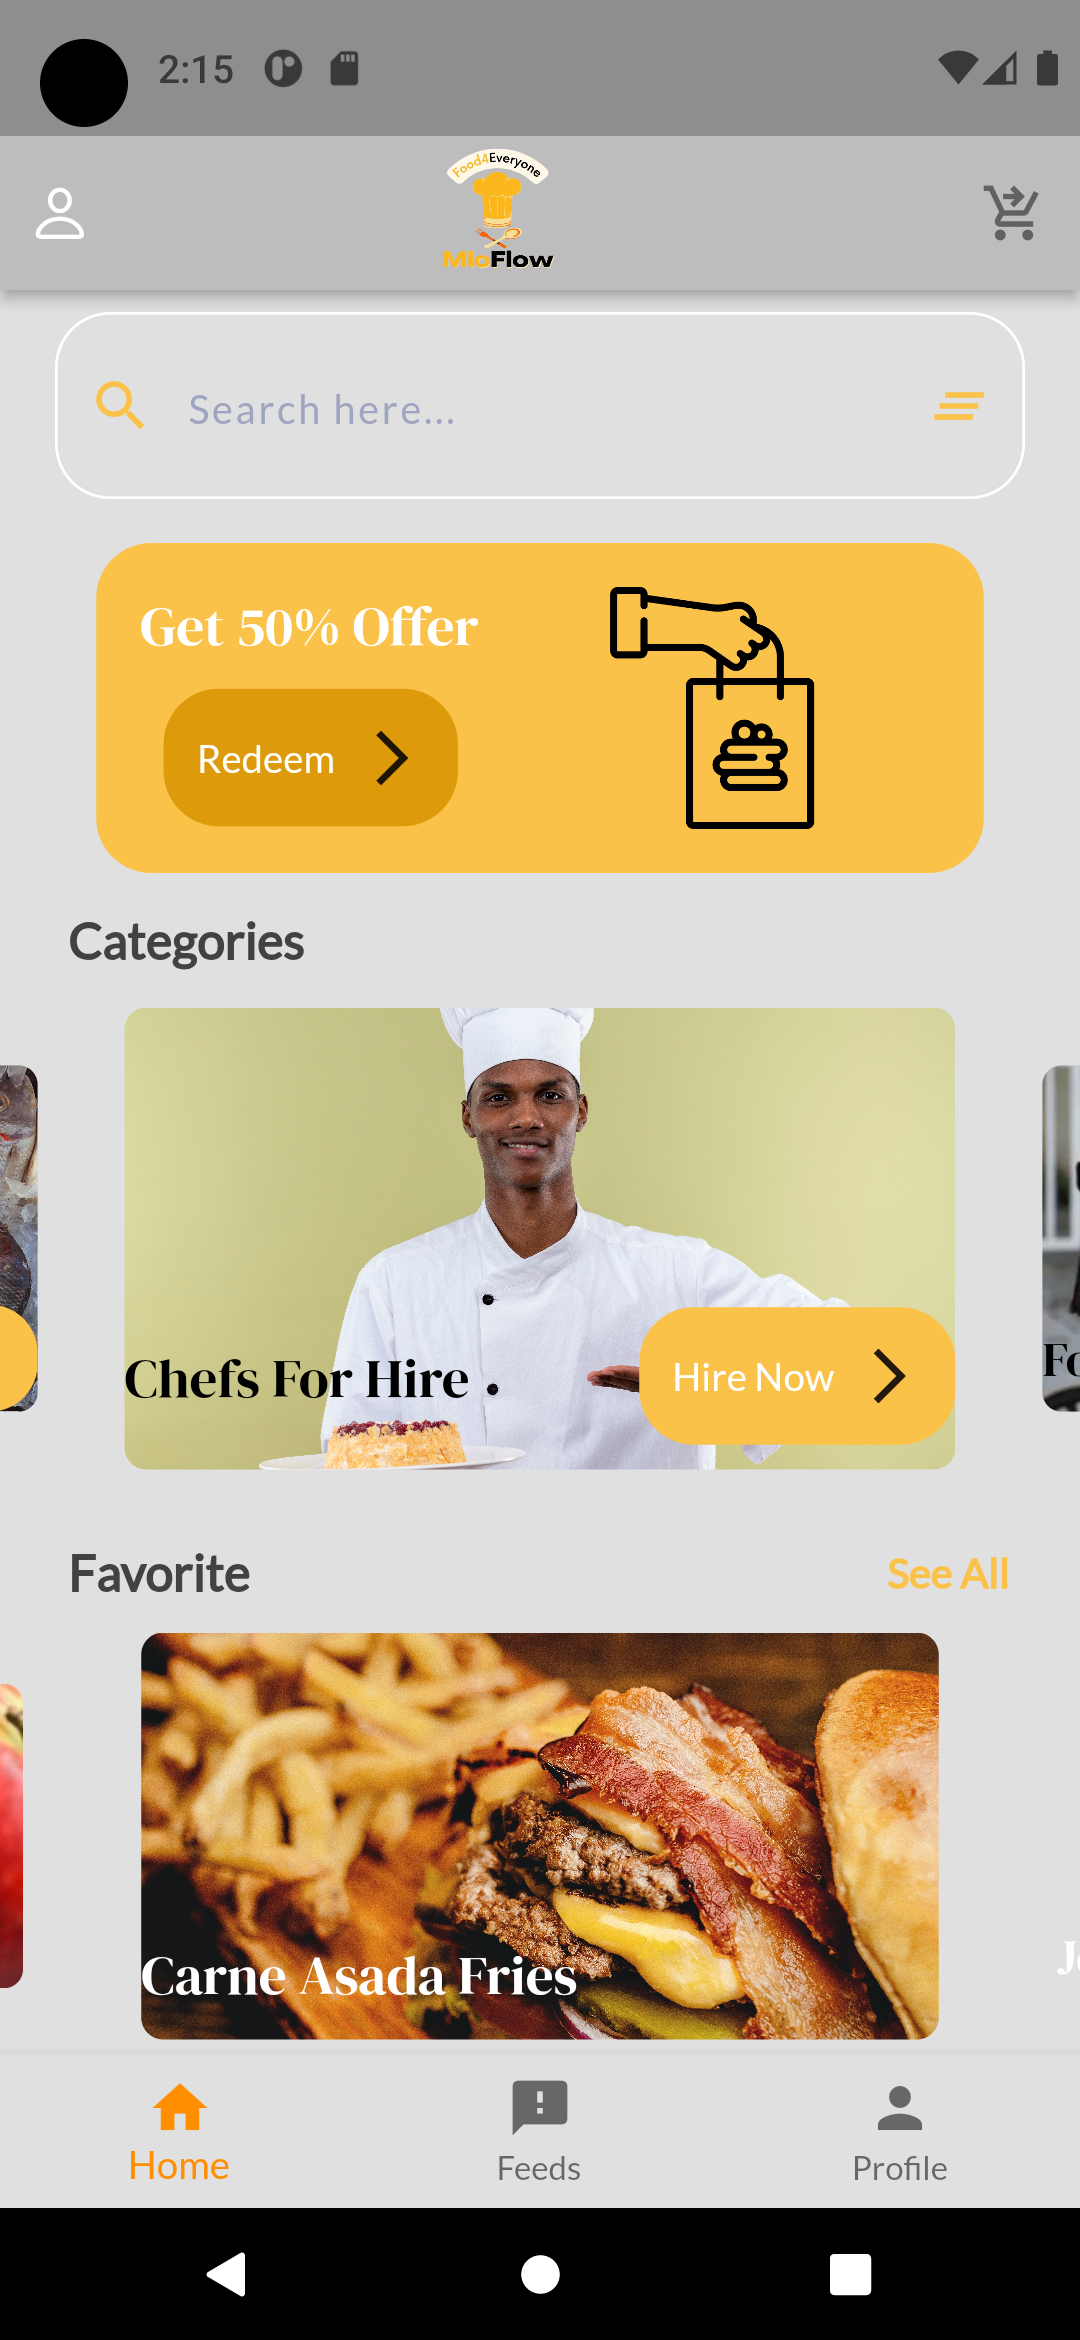 2:15
Food4Everyone
MloFlow
Search here...
Get 50% Offer
Redeem
Categories
Chefs For Hire
Hire Now
Fo
Favorite
See All
Carne Asada Fries
Home
Feeds
Profile